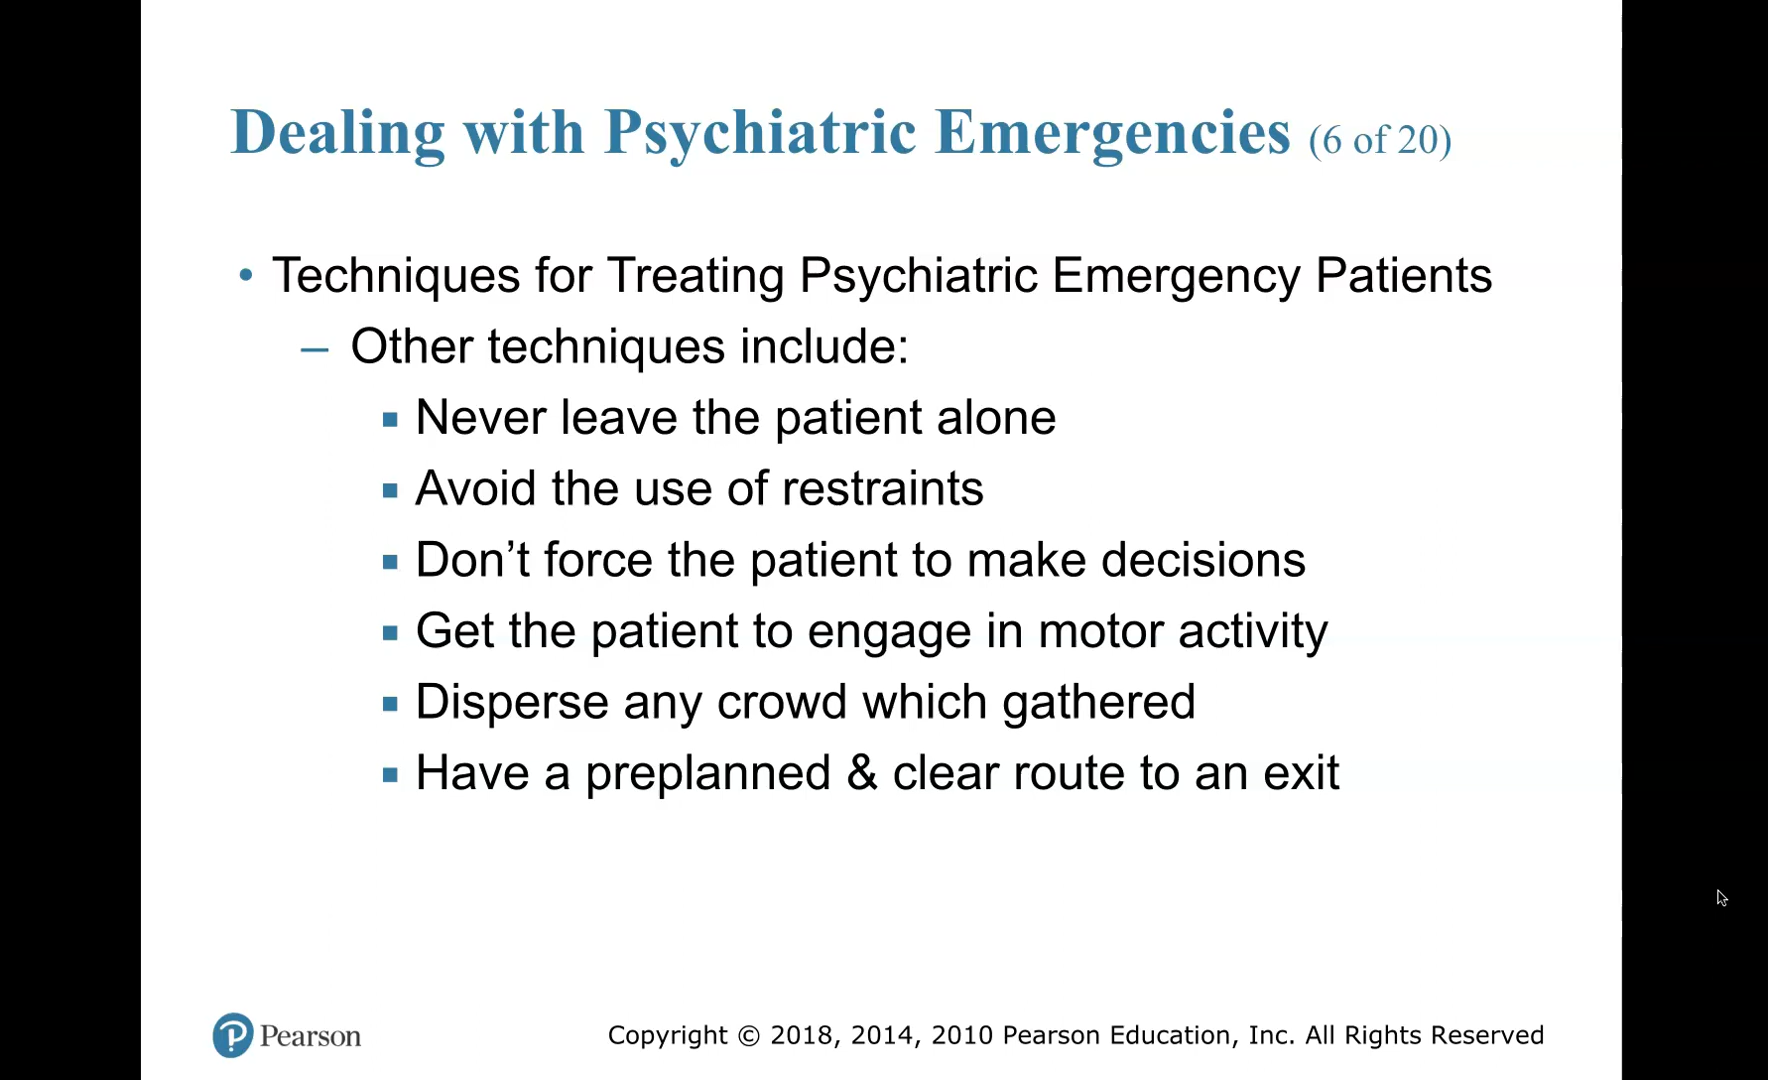 Dealing with Psychiatric Emergencies (6 of 20)
• Techniques for Treating Psychiatric Emergency Patients
– Other techniques include:
▪ Never leave the patient alone
▪ Avoid the use of restraints
▪ Don’t force the patient to make decisions
▪ Get the patient to engage in motor activity
▪ Disperse any crowd which gathered
▪ Have a preplanned & clear route to an exit
Pearson
Copyright © 2018, 2014, 2010 Pearson Education, Inc. All Rights Reserved